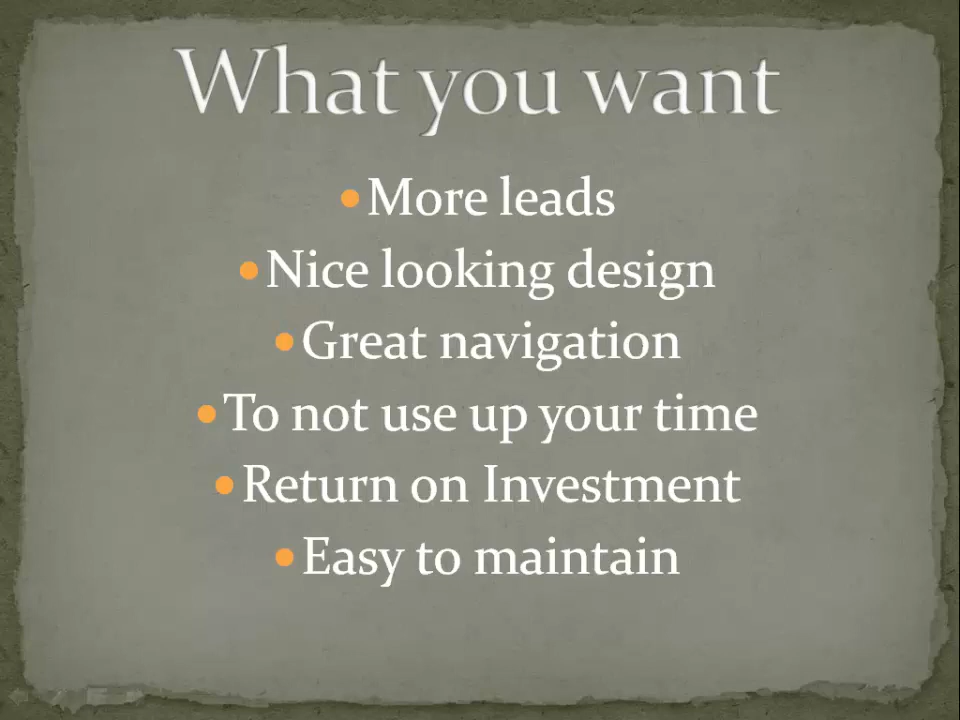 What you want
•More leads
•Nice looking design
•Great navigation
•To not use up your time
•Return on Investment
•Easy to maintain